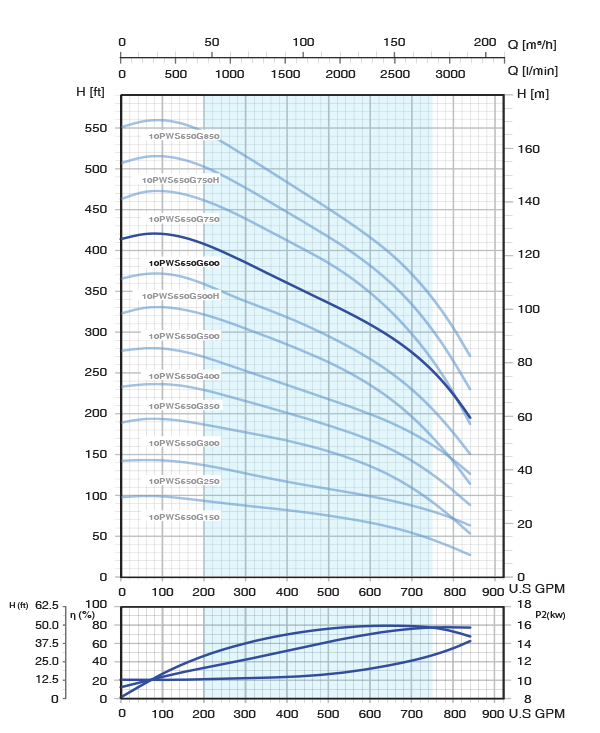 0 50 100 150 200 Q [m³/h]
0 500 1000 1500 2000 2500 3000 Q [l/min]
H [ft] H [m]
550
500
450
400
350
300
250
200
150
100
50
0
160
140
120
100
80
60
40
20
0
10PWS650G850
10PWS650G750H
10PWS650G750
10PWS650G600
10PWS650G500H
10PWS650G500
10PWS650G400
10PWS650G350
10PWS650G300
10PWS650G250
10PWS650G150
0 100 200 300 400 500 600 700 800 900 U.S GPM
H (ft) 62.5 100 18
η (%) P2(kw)
50.0 80 16
37.5 60 14
25.0 40 12
12.5 20 10
0 0 8
0 100 200 300 400 500 600 700 800 900 U.S GPM